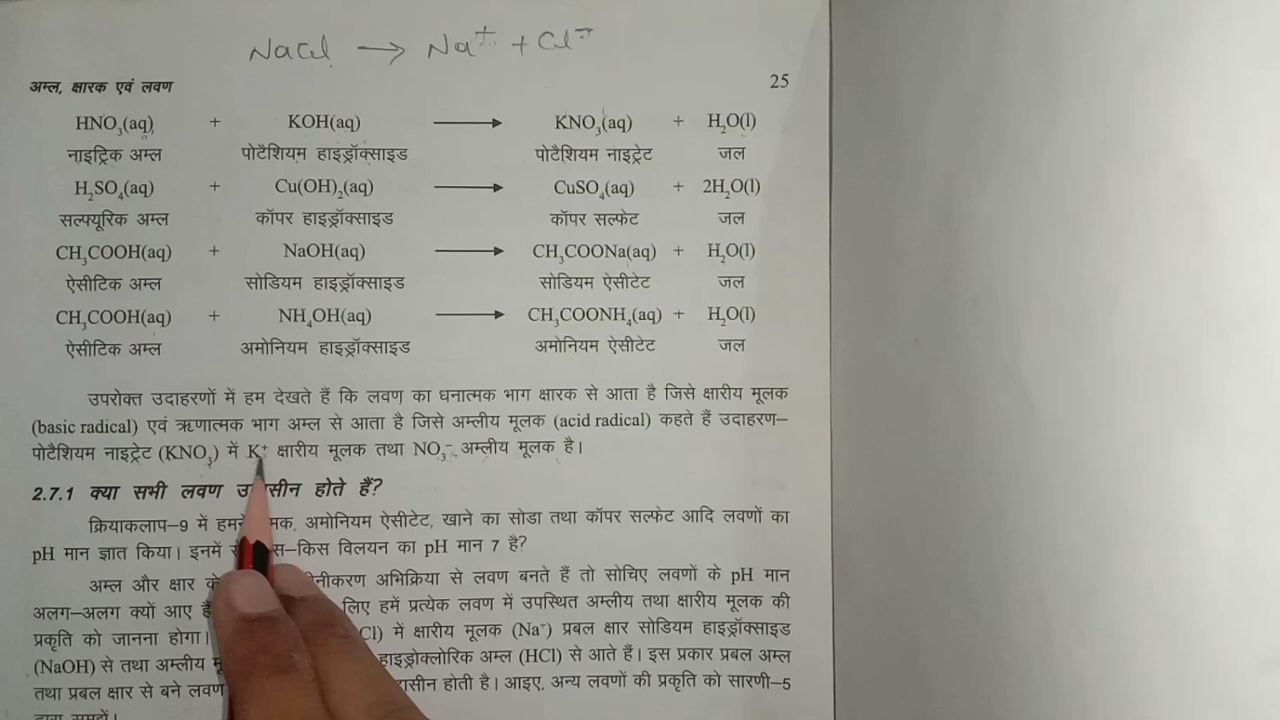 NaCl → Na⁺ + Cl⁻
अम्ल, क्षारक एवं लवण 25
HNO₃(aq) + KOH(aq) → KNO₃(aq) + H₂O(l)
नाइट्रिक अम्ल पोटैशियम हाइड्रॉक्साइड पोटैशियम नाइट्रेट जल
H₂SO₄(aq) + Cu(OH)₂(aq) → CuSO₄(aq) + 2H₂O(l)
सल्फ्यूरिक अम्ल कॉपर हाइड्रॉक्साइड कॉपर सल्फेट जल
CH₃COOH(aq) + NaOH(aq) → CH₃COONa(aq) + H₂O(l)
ऐसीटिक अम्ल सोडियम हाइड्रॉक्साइड सोडियम ऐसीटेट जल
CH₃COOH(aq) + NH₄OH(aq) → CH₃COONH₄(aq) + H₂O(l)
ऐसीटिक अम्ल अमोनियम हाइड्रॉक्साइड अमोनियम ऐसीटेट जल
उपरोक्त उदाहरणों में हम देखते हैं कि लवण का धनात्मक भाग क्षारक से आता है जिसे क्षारीय मूलक
(basic radical) एवं ऋणात्मक भाग अम्ल से आता है जिसे अम्लीय मूलक (acid radical) कहते हैं उदाहरण–
पोटैशियम नाइट्रेट (KNO₃) में K⁺ क्षारीय मूलक तथा NO₃⁻ अम्लीय मूलक है।
2.7.1 क्या सभी लवण होते हैं?
क्रियाकलाप–9 में अमोनियम ऐसीटेट, खाने का सोडा तथा कॉपर सल्फेट आदि लवणों का
pH मान ज्ञात किया। इनमें किस विलयन का pH मान 7 है?
अम्ल और क्षार अभिक्रिया से लवण बनते हैं तो सोचिए लवणों के pH मान
अलग–अलग क्यों आए लिए हमें प्रत्येक लवण में उपस्थित अम्लीय तथा क्षारीय मूलक की
प्रकृति को जानना होगा। में क्षारीय मूलक (Na⁺) प्रबल क्षार सोडियम हाइड्रॉक्साइड
(NaOH) से तथा अम्लीय हाइड्रोक्लोरिक अम्ल (HCl) से आते हैं। इस प्रकार प्रबल अम्ल
तथा प्रबल क्षार से बने लवण होती है। आइए, अन्य लवणों की प्रकृति को सारणी–5